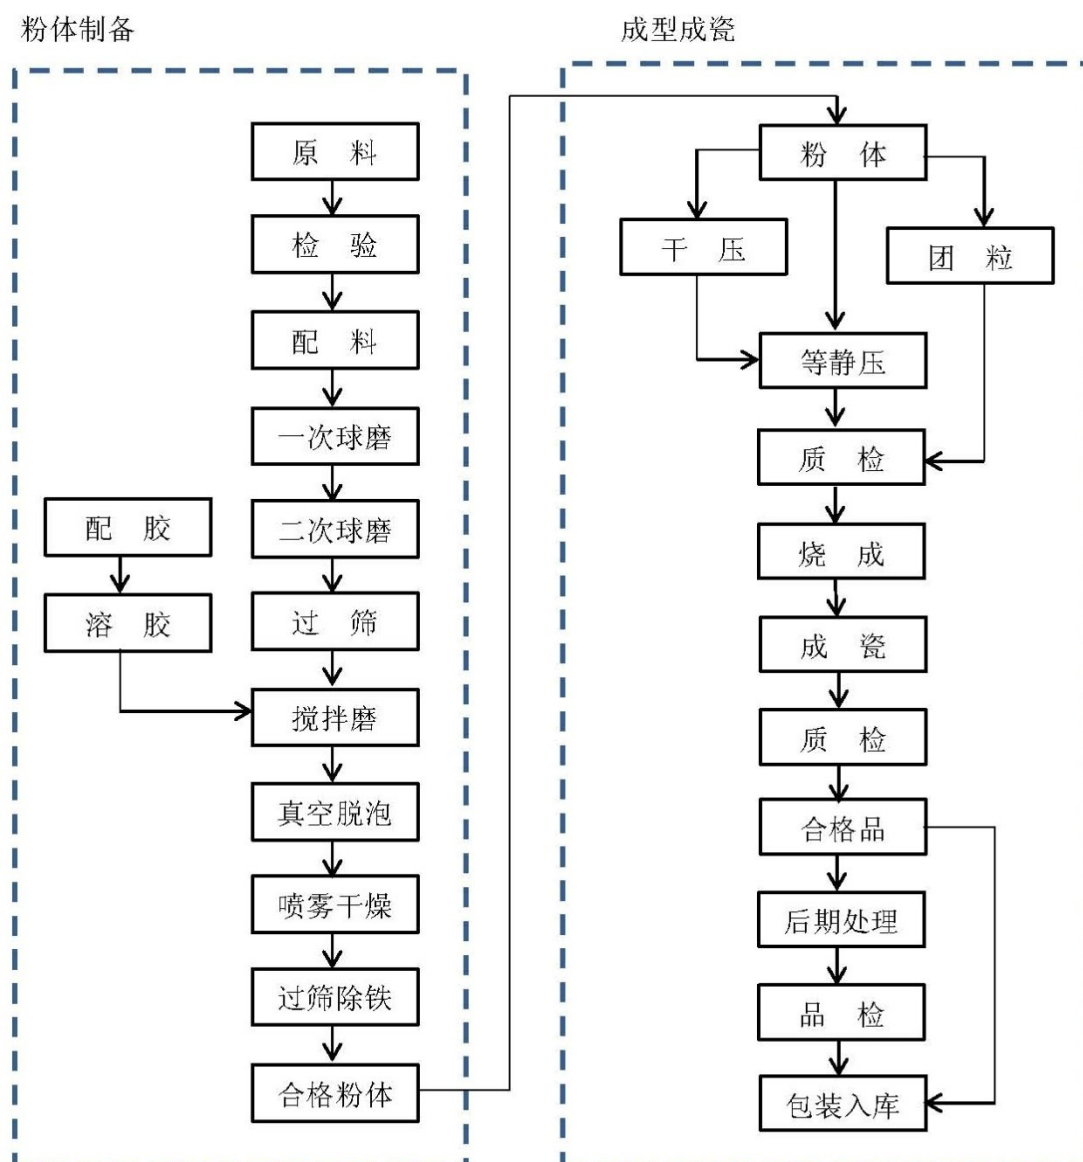 粉体制备
原 料
检 验
配 料
一次球磨
配 胶
二次球磨
溶 胶
过 筛
搅拌磨
真空脱泡
喷雾干燥
过筛除铁
合格粉体
成型成瓷
粉 体
干 压
团 粒
等静压
质 检
烧 成
成 瓷
质 检
合格品
后期处理
品 检
包装入库